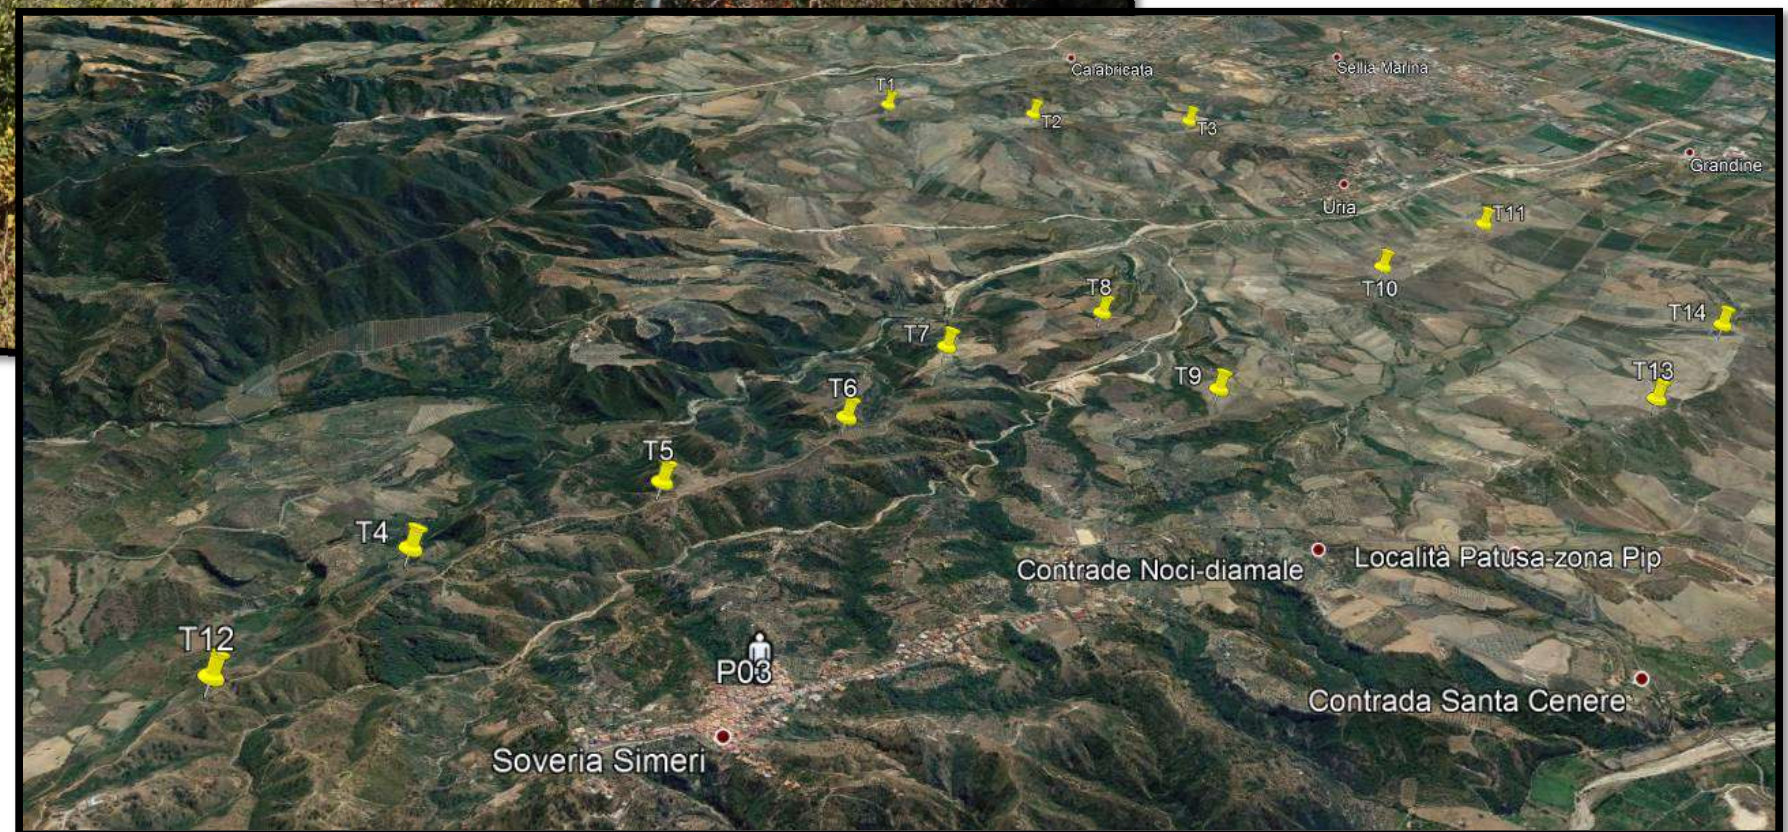 Calabricata
Sellia Marina
T1
T2
T3
Grandine
Uria
T11
T10
T8
T14
T7
T9
T13
T6
T5
T4
Contrade Noci-diamale
Località Patusa-zona Pip
T12
P03
Contrada Santa Cenere
Soveria Simeri